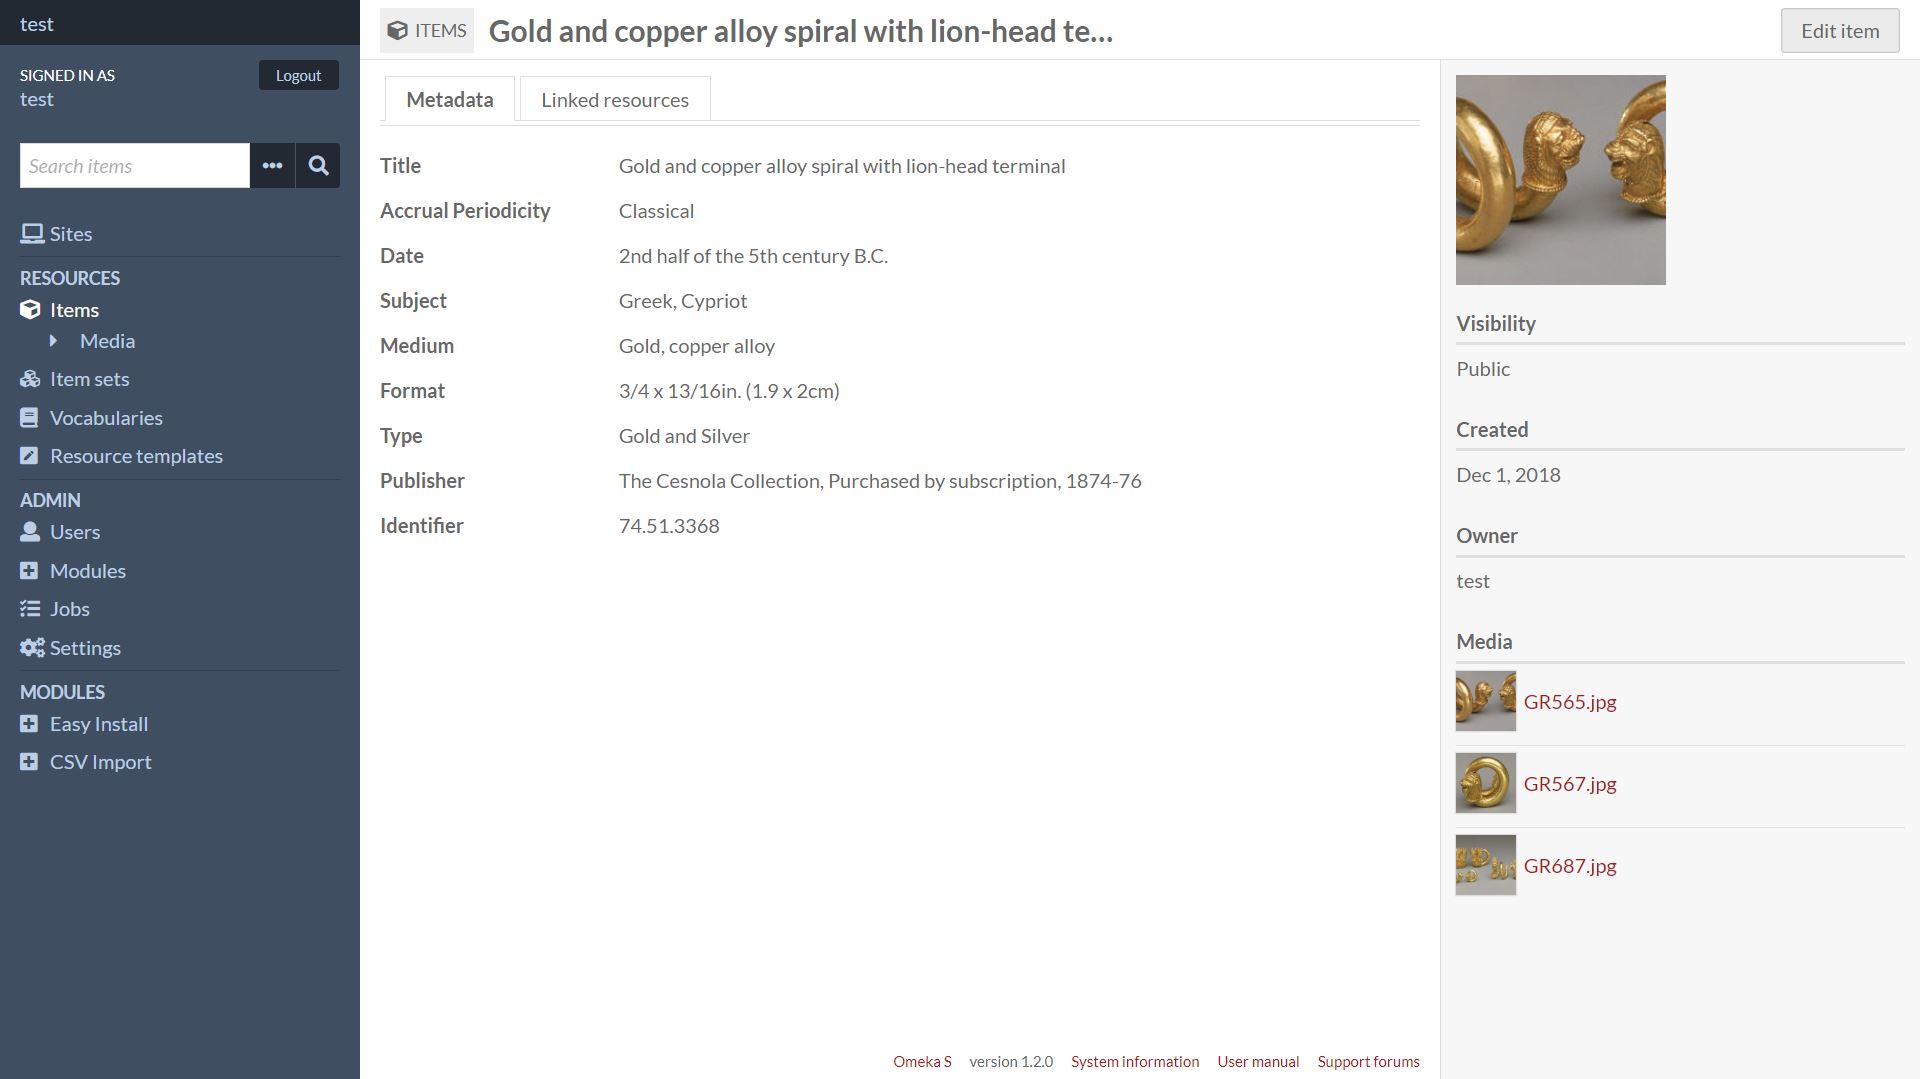 test
SIGNED IN AS
Logout
test
Search items
Sites
RESOURCES
Items
Media
Item sets
Vocabularies
Resource templates
ADMIN
Users
Modules
Jobs
Settings
MODULES
Easy Install
CSV Import
ITEMS
Gold and copper alloy spiral with lion-head te...
Edit item
Metadata
Linked resources
Title Gold and copper alloy spiral with lion-head terminal
Accrual Periodicity Classical
Date 2nd half of the 5th century B.C.
Subject Greek, Cypriot
Medium Gold, copper alloy
Format 3/4 x 13/16in. (1.9 x 2cm)
Type Gold and Silver
Publisher The Cesnola Collection, Purchased by subscription, 1874-76
Identifier 74.51.3368
Visibility
Public
Created
Dec 1, 2018
Owner
test
Media
GR565.jpg
GR567.jpg
GR687.jpg
Omeka S version 1.2.0 System information User manual Support forums